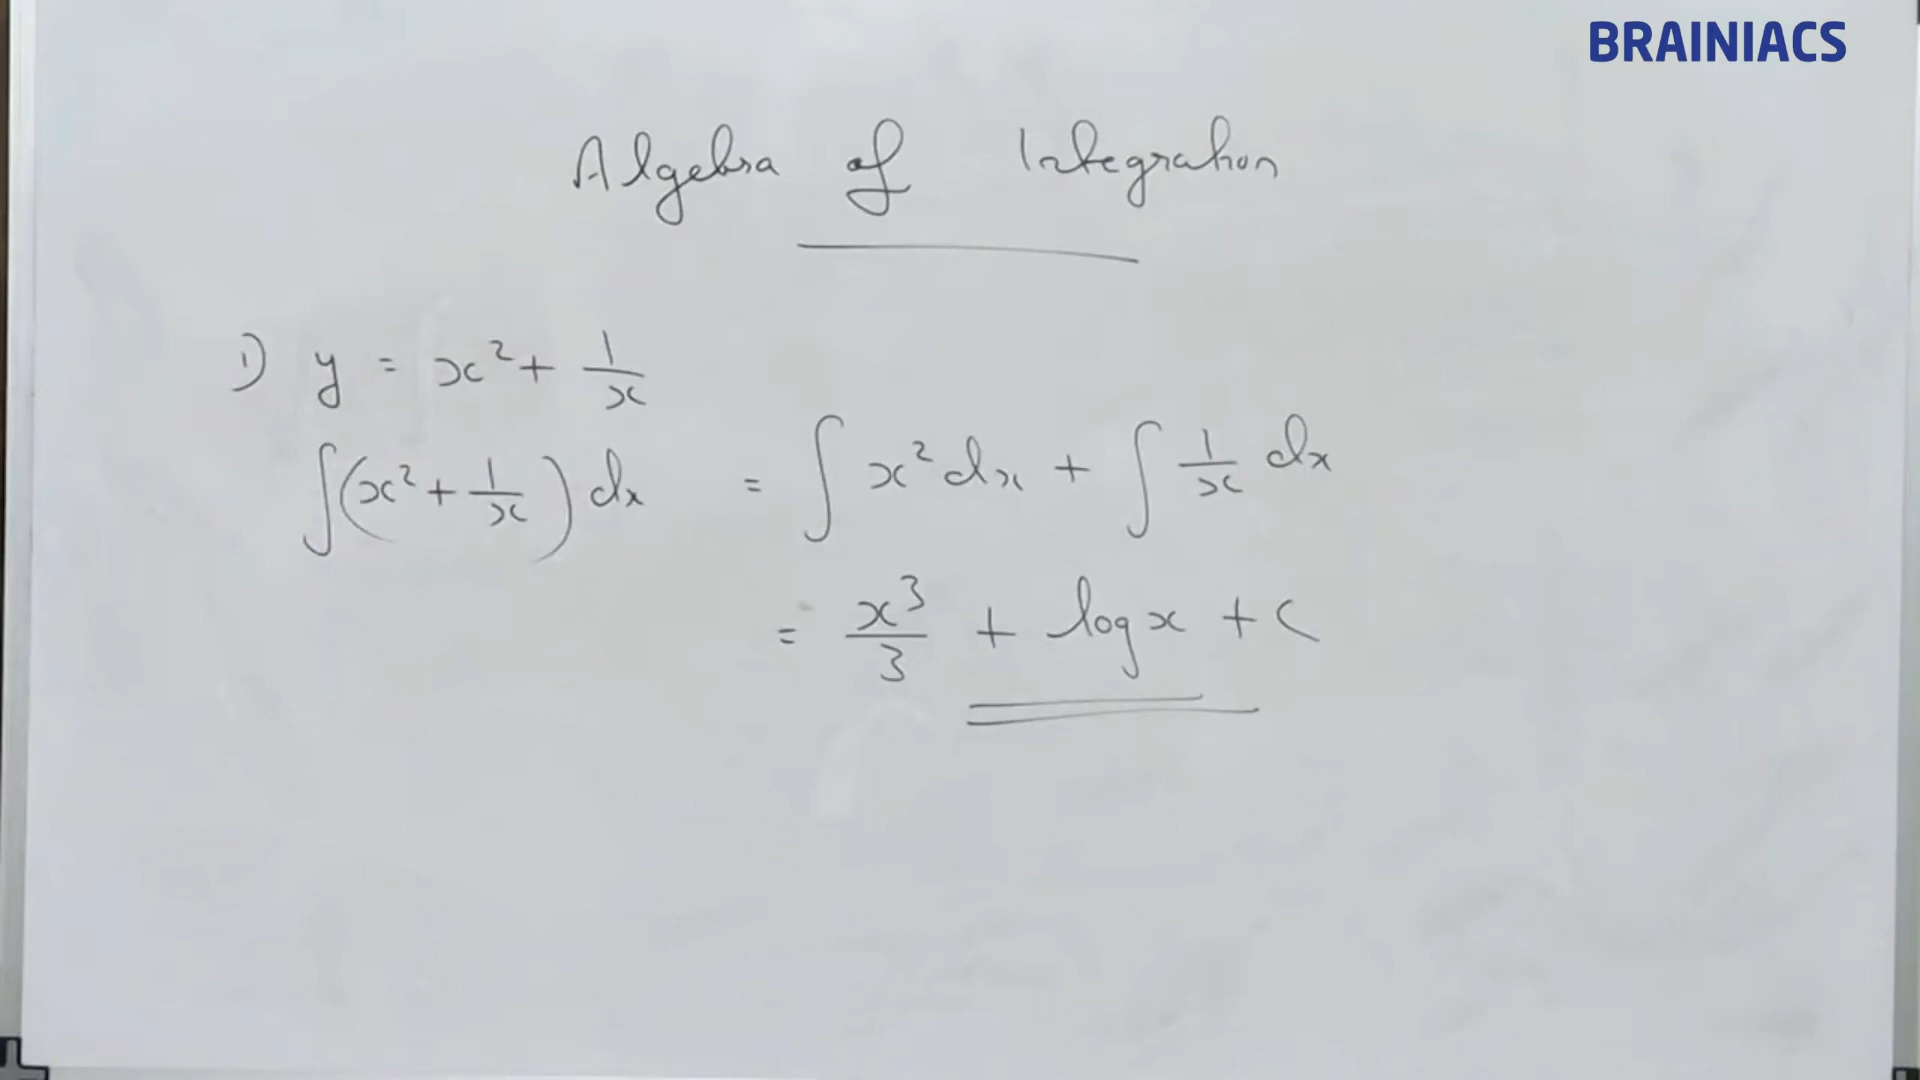 BRAINIACS
Algebra of Integration
1) y = x² + 1/x
∫(x² + 1/x) dx = ∫ x² dx + ∫ 1/x dx
= x³/3 + log x + C